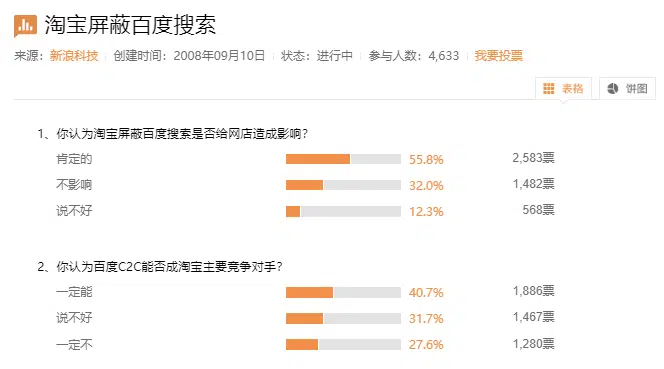 淘宝屏蔽百度搜索
来源：新浪科技 创建时间：2008年09月10日 状态：进行中 参与人数：4,633 我要投票
表格 饼图
1、你认为淘宝屏蔽百度搜索是否给网店造成影响?
肯定的 55.8% 2,583票
不影响 32.0% 1,482票
说不好 12.3% 568票
2、你认为百度C2C能否成淘宝主要竞争对手?
一定能 40.7% 1,886票
说不好 31.7% 1,467票
一定不 27.6% 1,280票